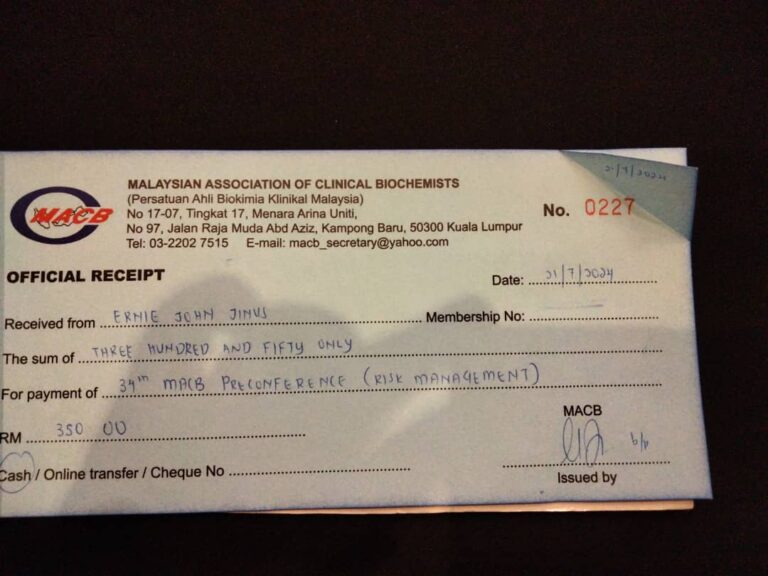 MACB
MALAYSIAN ASSOCIATION OF CLINICAL BIOCHEMISTS
(Persatuan Ahli Biokimia Klinikal Malaysia)
No 17-07, Tingkat 17, Menara Arina Uniti,
No 97, Jalan Raja Muda Abd Aziz, Kampong Baru, 50300 Kuala Lumpur
Tel: 03-2202 7515 E-mail: macb_secretary@yahoo.com
No. 0227
OFFICIAL RECEIPT
Date: 21/7/2024
Received from ERNIE JOHN JINUS Membership No:
The sum of THREE HUNDRED AND FIFTY ONLY
For payment of 34th MACB PRECONFERENCE (RISK MANAGEMENT)
RM 350 00
MACB
Cash / Online transfer / Cheque No
Issued by